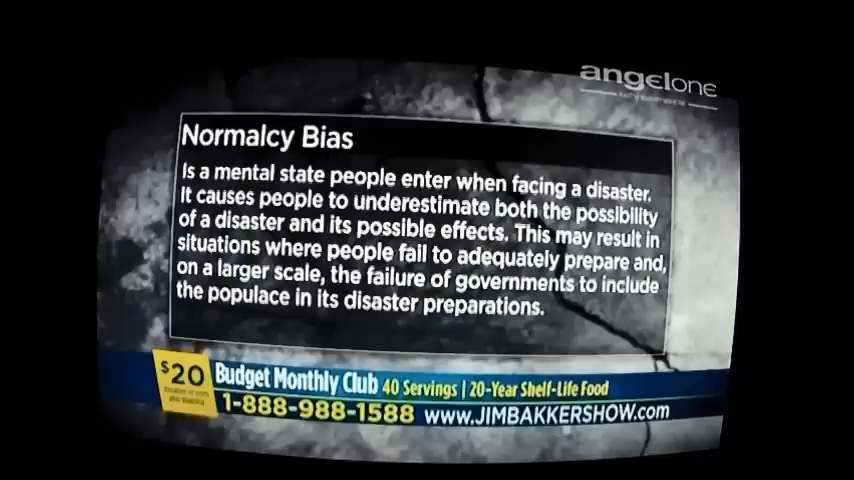 angelone
Normalcy Bias
Is a mental state people enter when facing a disaster.
It causes people to underestimate both the possibility
of a disaster and its possible effects. This may result in
situations where people fail to adequately prepare and,
on a larger scale, the failure of governments to include
the populace in its disaster preparations.
$20
Budget Monthly Club 40 Servings | 20-Year Shelf-Life Food
1-888-988-1588 www.JIMBAKKERSHOW.com